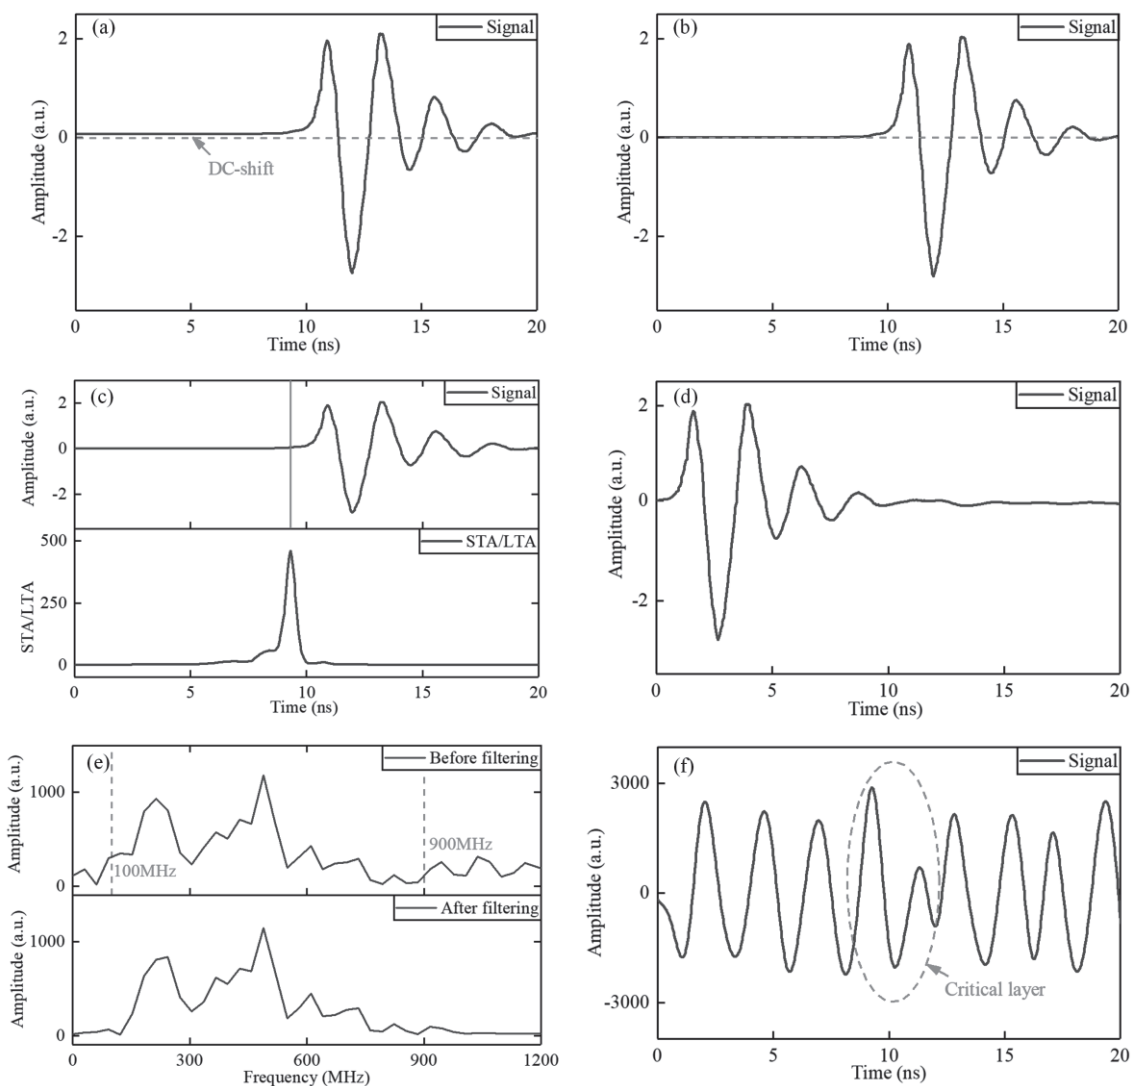 (a)
Signal
2
0
-2
DC-shift
Amplitude (a.u.)
0 5 10 15 20
Time (ns)
(b)
Signal
2
0
-2
Amplitude (a.u.)
0 5 10 15 20
Time (ns)
(c)
Signal
2
0
-2
Amplitude (a.u.)
STA/LTA
500
250
0
STA/LTA
0 5 10 15 20
Time (ns)
(d)
Signal
2
0
-2
Amplitude (a.u.)
0 5 10 15 20
Time (ns)
(e)
Before filtering
1000
0
Amplitude (a.u.)
100MHz
900MHz
After filtering
1000
0
Amplitude (a.u.)
0 300 600 900 1200
Frequency (MHz)
(f)
Signal
3000
0
-3000
Amplitude (a.u.)
Critical layer
0 5 10 15 20
Time (ns)